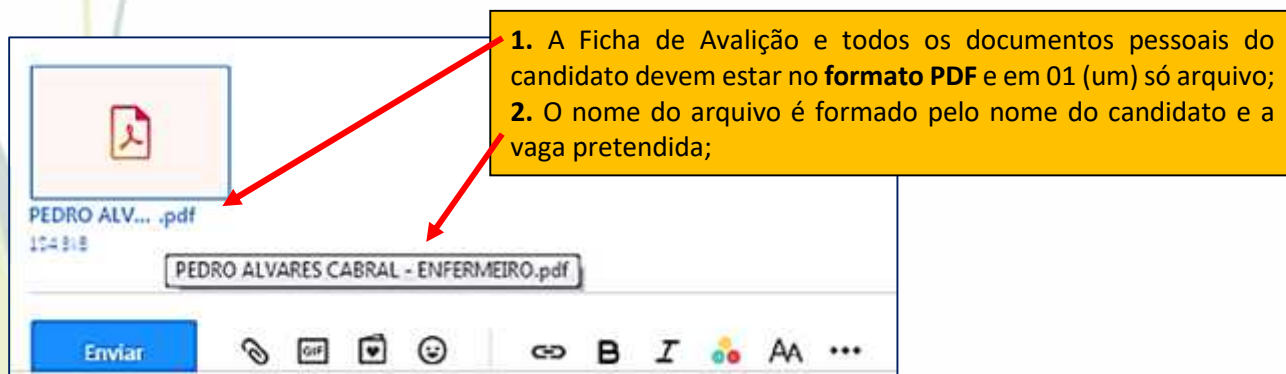 1. A Ficha de Avalição e todos os documentos pessoais do
candidato devem estar no formato PDF e em 01 (um) só arquivo;
2. O nome do arquivo é formado pelo nome do candidato e a
vaga pretendida;
PEDRO ALV... .pdf
PEDRO ALVARES CABRAL - ENFERMEIRO.pdf
Enviar
GIF
B I AA